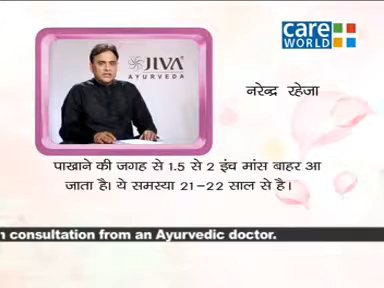 care
WORLD
JIVA
AYURVEDA
नरेन्द्र रहेजा
पाखाने की जगह से 1.5 से 2 इंच मांस बाहर आ
जाता है। ये समस्या 21-22 साल से है।
n consultation from an Ayurvedic doctor.